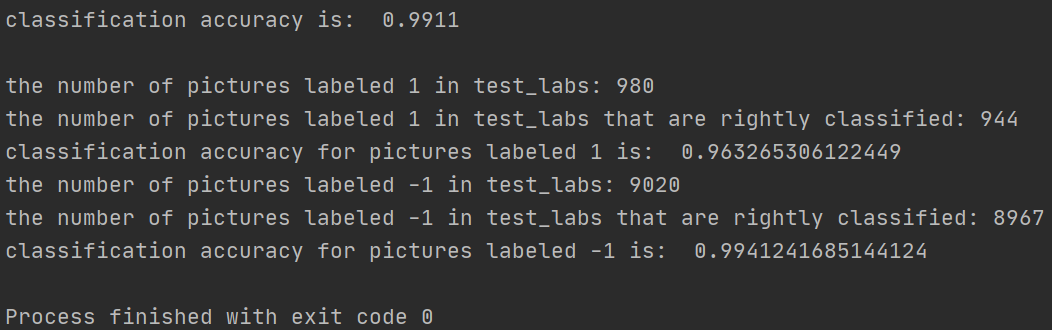 classification accuracy is:  0.9911
the number of pictures labeled 1 in test_labs: 980
the number of pictures labeled 1 in test_labs that are rightly classified: 944
classification accuracy for pictures labeled 1 is:  0.963265306122449
the number of pictures labeled -1 in test_labs: 9020
the number of pictures labeled -1 in test_labs that are rightly classified: 8967
classification accuracy for pictures labeled -1 is:  0.9941241685144124
Process finished with exit code 0